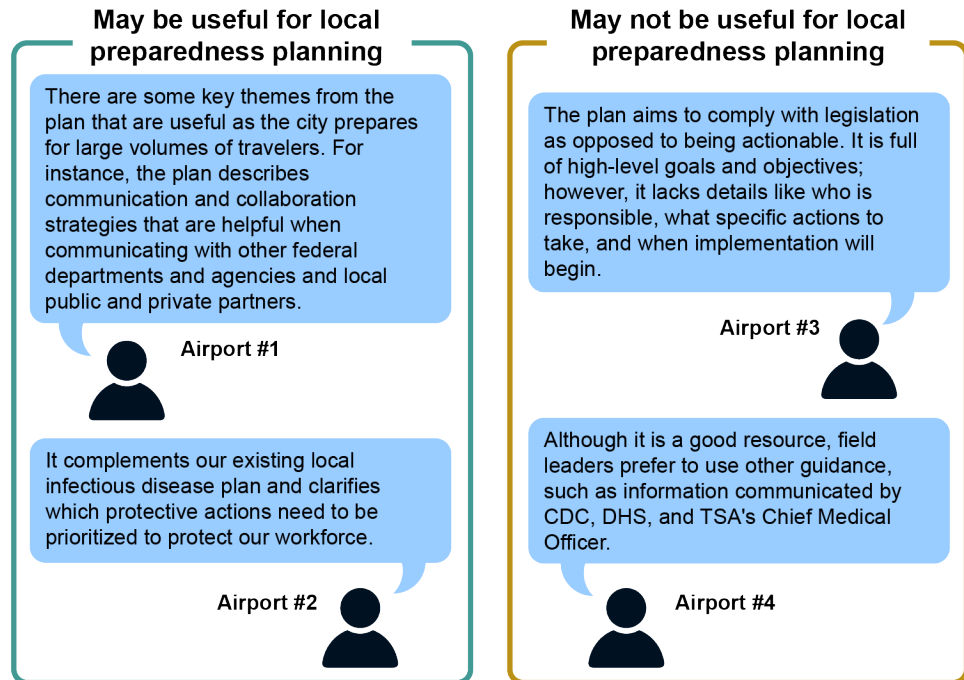 May be useful for local
preparedness planning
There are some key themes from the
plan that are useful as the city prepares
for large volumes of travelers. For
instance, the plan describes
communication and collaboration
strategies that are helpful when
communicating with other federal
departments and agencies and local
public and private partners.
Airport #1
It complements our existing local
infectious disease plan and clarifies
which protective actions need to be
prioritized to protect our workforce.
Airport #2
May not be useful for local
preparedness planning
The plan aims to comply with legislation
as opposed to being actionable. It is full
of high-level goals and objectives;
however, it lacks details like who is
responsible, what specific actions to
take, and when implementation will
begin.
Airport #3
Although it is a good resource, field
leaders prefer to use other guidance,
such as information communicated by
CDC, DHS, and TSA's Chief Medical
Officer.
Airport #4